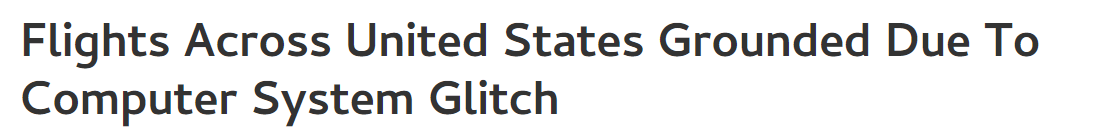 Flights Across United States Grounded Due To
Computer System Glitch